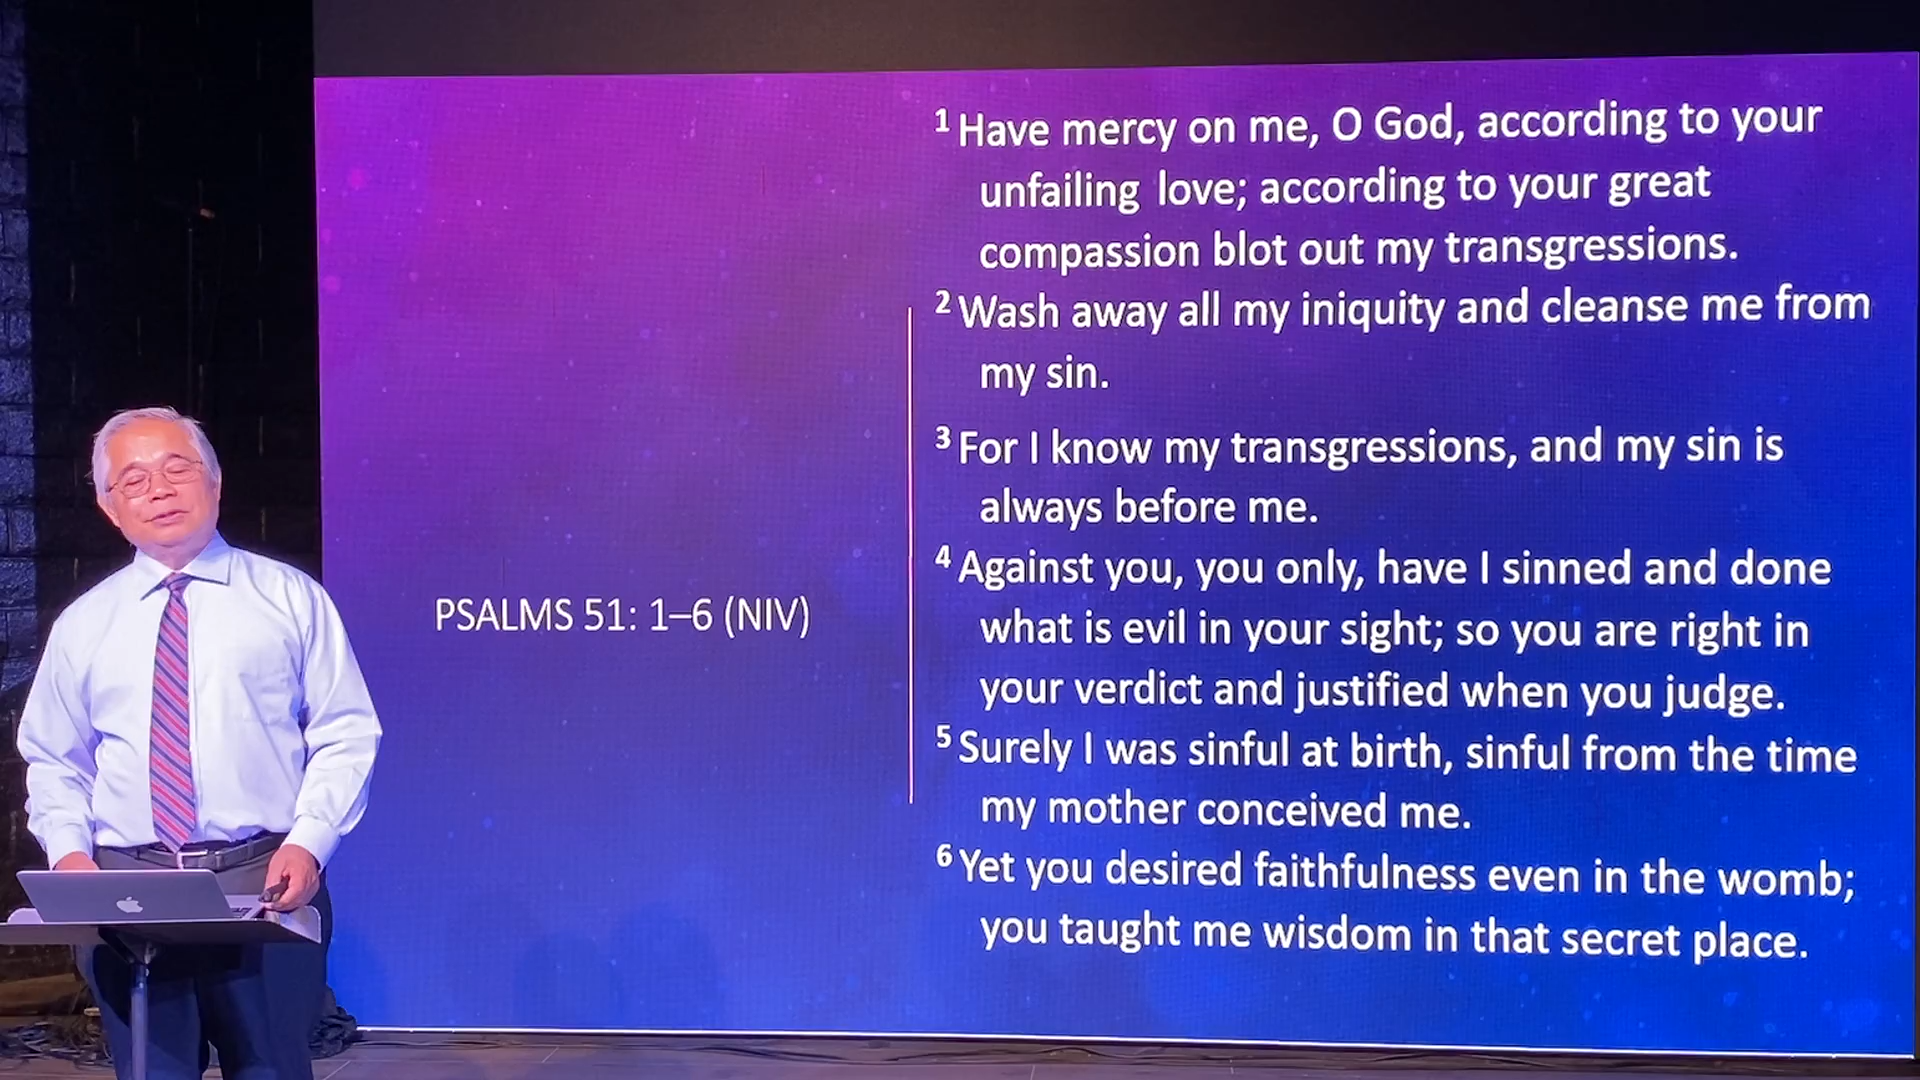 PSALMS 51: 1–6 (NIV)
1 Have mercy on me, O God, according to your
unfailing love; according to your great
compassion blot out my transgressions.
2 Wash away all my iniquity and cleanse me from
my sin.
3 For I know my transgressions, and my sin is
always before me.
4 Against you, you only, have I sinned and done
what is evil in your sight; so you are right in
your verdict and justified when you judge.
5 Surely I was sinful at birth, sinful from the time
my mother conceived me.
6 Yet you desired faithfulness even in the womb;
you taught me wisdom in that secret place.